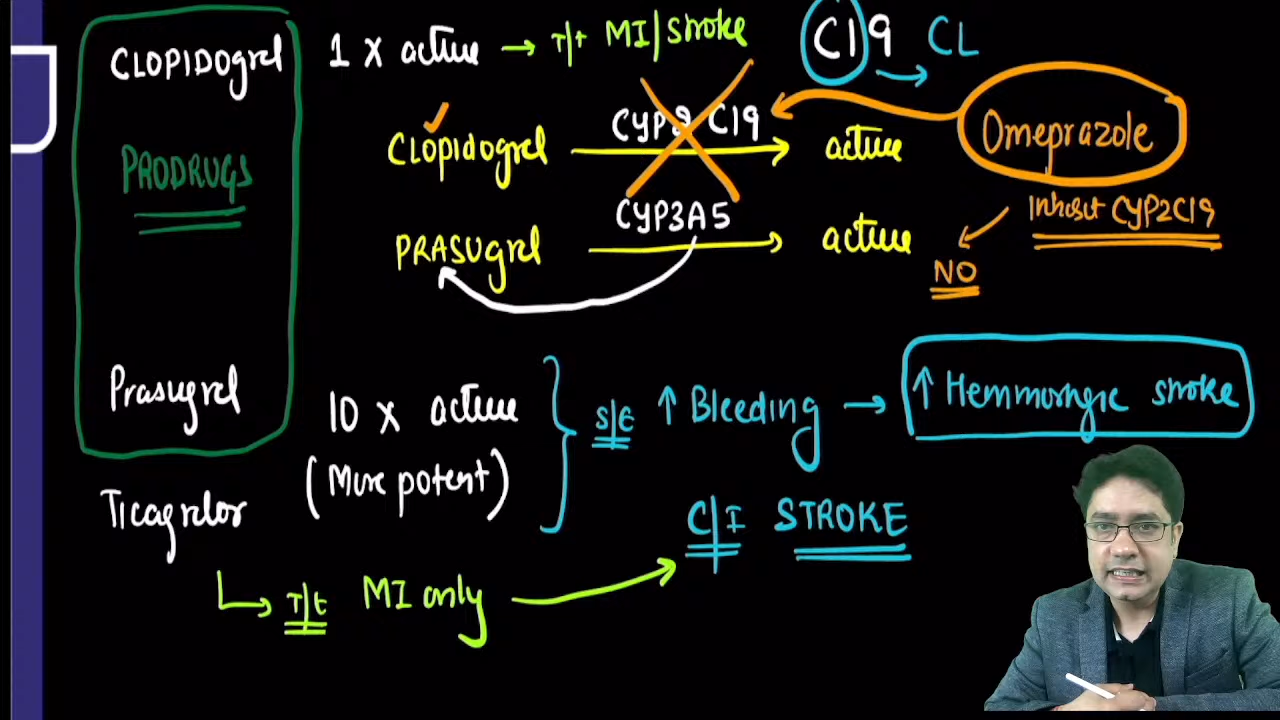 CLOPIDOgrel 1 x active → T/t MI/Stroke C19 → CL
PRODRUGS
Clopidogrel CYP2 C19 active
Omeprazole
Inhibit CYP2C19
NO
PRASUgrel CYP3A5 active
Prasugrel 10 x active
(More potent)
S/E ↑ Bleeding → ↑ Hemmorhgic stroke
Ticagrelor
C/I STROKE
T/t MI only